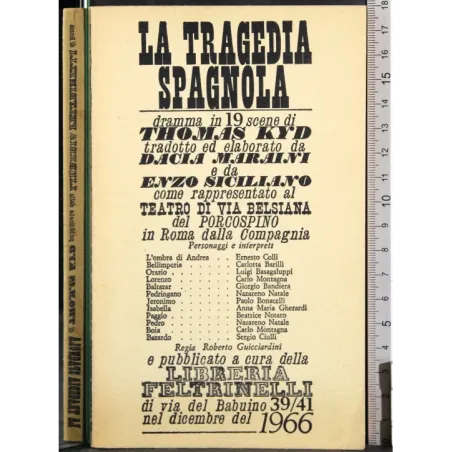 LA TRAGEDIA
SPAGNOLA
dramma in 19 scene di
THOMAS KYD
tradotto ed elaborato da
DACIA MARAINI
e da
ENZO SICILIANO
come rappresentato al
TEATRO DI VIA BELSIANA
del PORCOSPINO
in Roma dalla Compagnia
Personaggi e interpreti
L'ombra di Andrea . . Ernesto Colli
Bellimperia . . . . . Carlotta Barilli
Orazio . . . . . . . Luigi Basagaluppi
Lorenzo . . . . . . . Carlo Montagna
Baltazar . . . . . . Giorgio Bandiera
Pedringano . . . . . Nazareno Natale
Jeronimo . . . . . . Paolo Bonacelli
Isabella . . . . . . Anna Maria Gherardi
Paggio . . . . . . . Beatrice Notaro
Pedro . . . . . . . . Nazareno Natale
Boia . . . . . . . . Carlo Montagna
Bazardo . . . . . . . Sergio Ciulli
Regia Roberto Guicciardini
e pubblicato a cura della
LIBRERIA
FELTRINELLI
di via del Babuino 39/41
nel dicembre del 1966